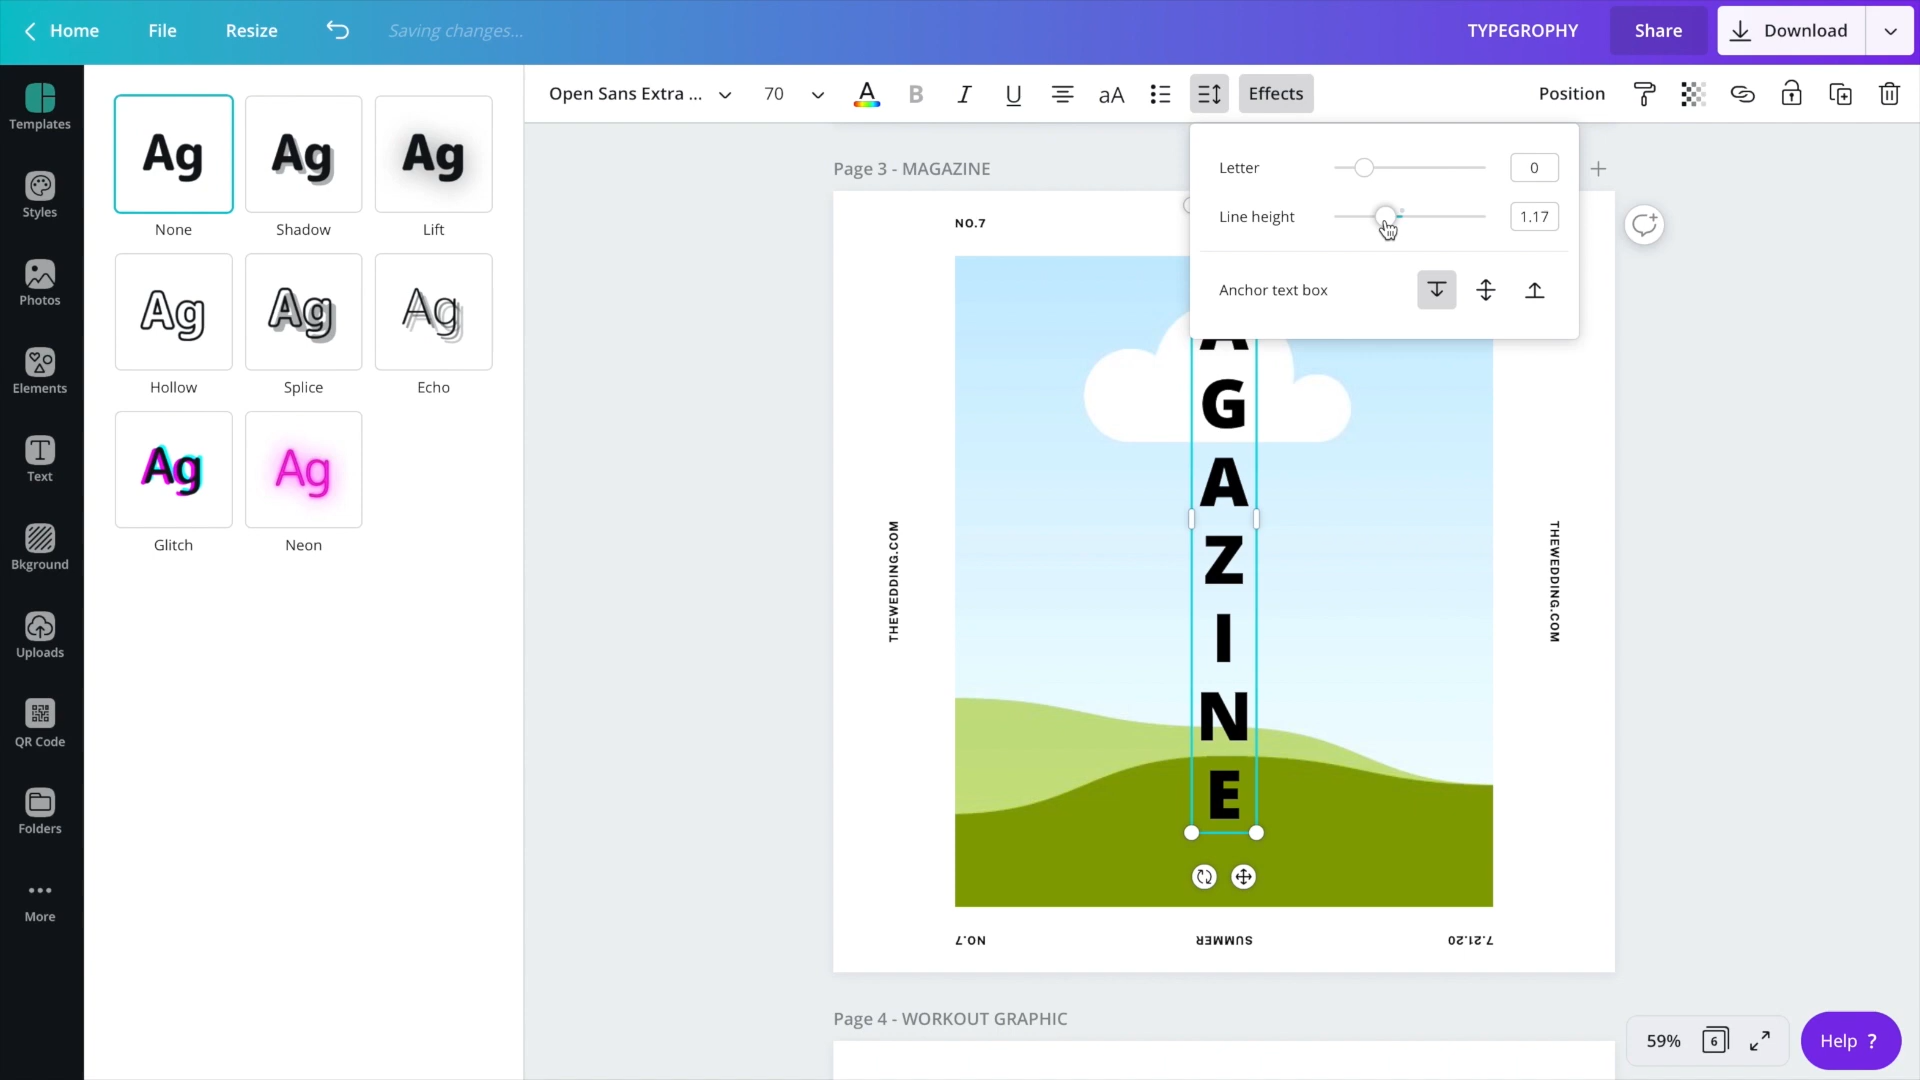 Home File Resize Saving changes... TYPEGROPHY Share Download
Open Sans Extra ... 70 A B I U aA Effects Position
Templates
Styles
Photos
Elements
Text
Bkground
Uploads
QR Code
Folders
More
Ag Ag Ag
None Shadow Lift
Ag Ag Ag
Hollow Splice Echo
Ag Ag
Glitch Neon
Letter 0
Line height 1.17
Anchor text box
Page 3 - MAGAZINE
NO.7
THEWEDDING.COM
A
G
A
Z
I
N
E
THEWEDDING.COM
NO.7 SUMMER 7.21.20
Page 4 - WORKOUT GRAPHIC
59% 6 Help ?